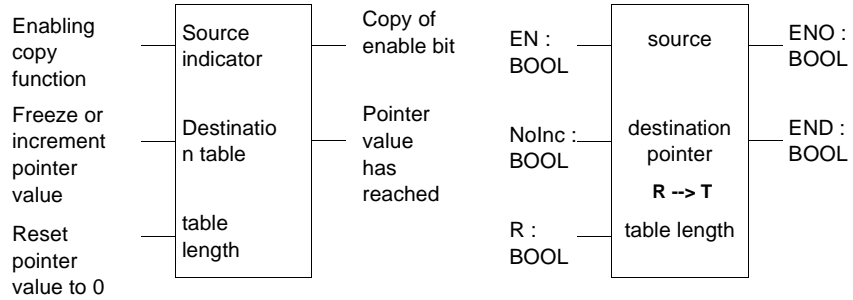 Enabling
copy
function
Source
indicator
Copy of
enable bit
Freeze or
increment
pointer
value
Destinatio
n table
Pointer
value
has
reached
Reset
pointer
value to 0
table
length
EN :
BOOL
source
ENO :
BOOL
NoInc :
BOOL
destination
pointer
R --> T
END :
BOOL
R :
BOOL
table length